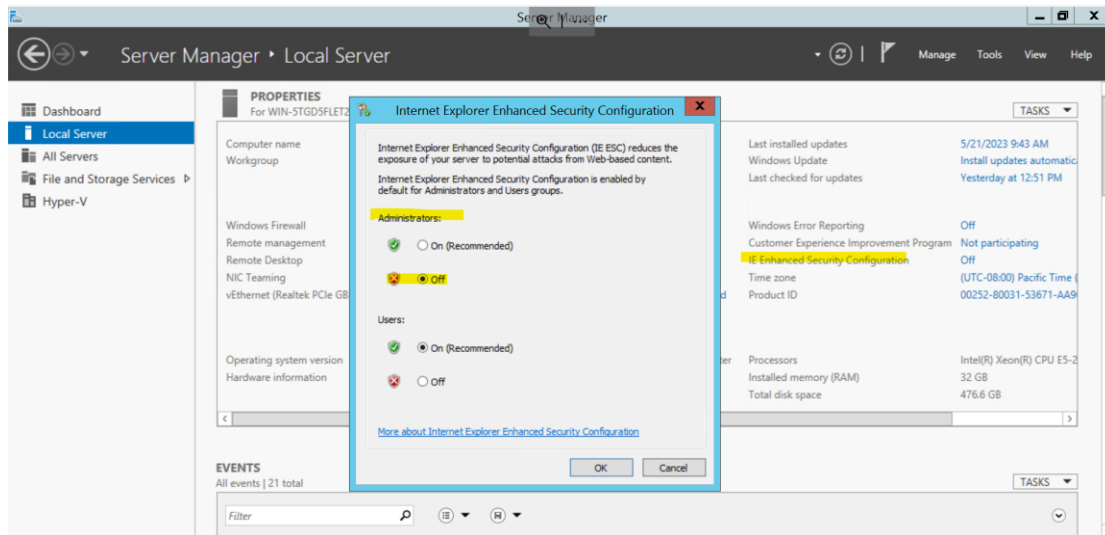 Server Manager
Server Manager • Local Server
Manage Tools View Help
Dashboard
Local Server
All Servers
File and Storage Services
Hyper-V
PROPERTIES
For WIN-5TGD5FLET2
TASKS
Computer name
Workgroup
Last installed updates 5/21/2023 9:43 AM
Windows Update Install updates automatic
Last checked for updates Yesterday at 12:51 PM
Windows Firewall
Remote management
Remote Desktop
NIC Teaming
vEthernet (Realtek PCIe GB
Windows Error Reporting Off
Customer Experience Improvement Program Not participating
IE Enhanced Security Configuration Off
Time zone (UTC-08:00) Pacific Time (
Product ID 00252-80031-53671-AA9
Operating system version
Hardware information
Processors Intel(R) Xeon(R) CPU E5-2
Installed memory (RAM) 32 GB
Total disk space 476.6 GB
Internet Explorer Enhanced Security Configuration
Internet Explorer Enhanced Security Configuration (IE ESC) reduces the
exposure of your server to potential attacks from Web-based content.
Internet Explorer Enhanced Security Configuration is enabled by
default for Administrators and Users groups.
Administrators:
On (Recommended)
Off
Users:
On (Recommended)
Off
More about Internet Explorer Enhanced Security Configuration
OK Cancel
EVENTS
All events | 21 total
TASKS
Filter